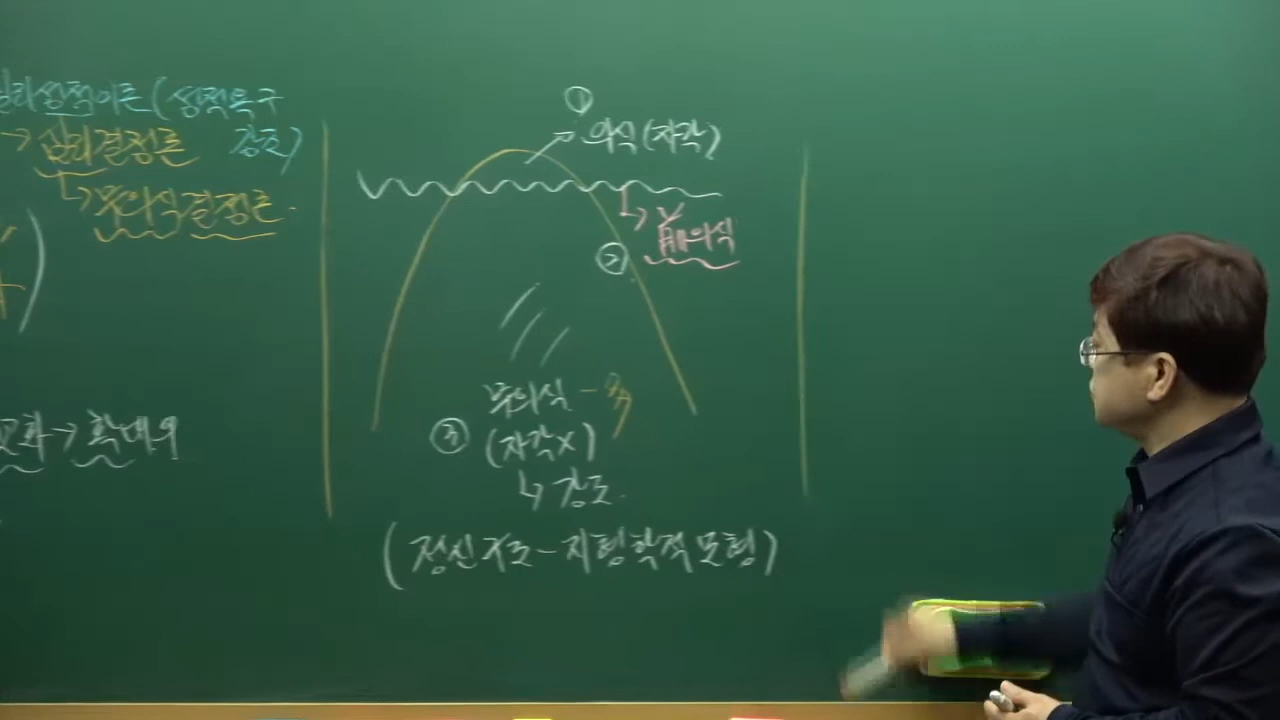 심리성적이론(성적욕구
강조)
→ 심리결정론
↳ 무의식결정론.
→ 확대
① 의식(자각)
② ↳ 前의식
③ 무의식 - 多
(자각X)
↳ 강조.
(정신구조-지형학적모형)